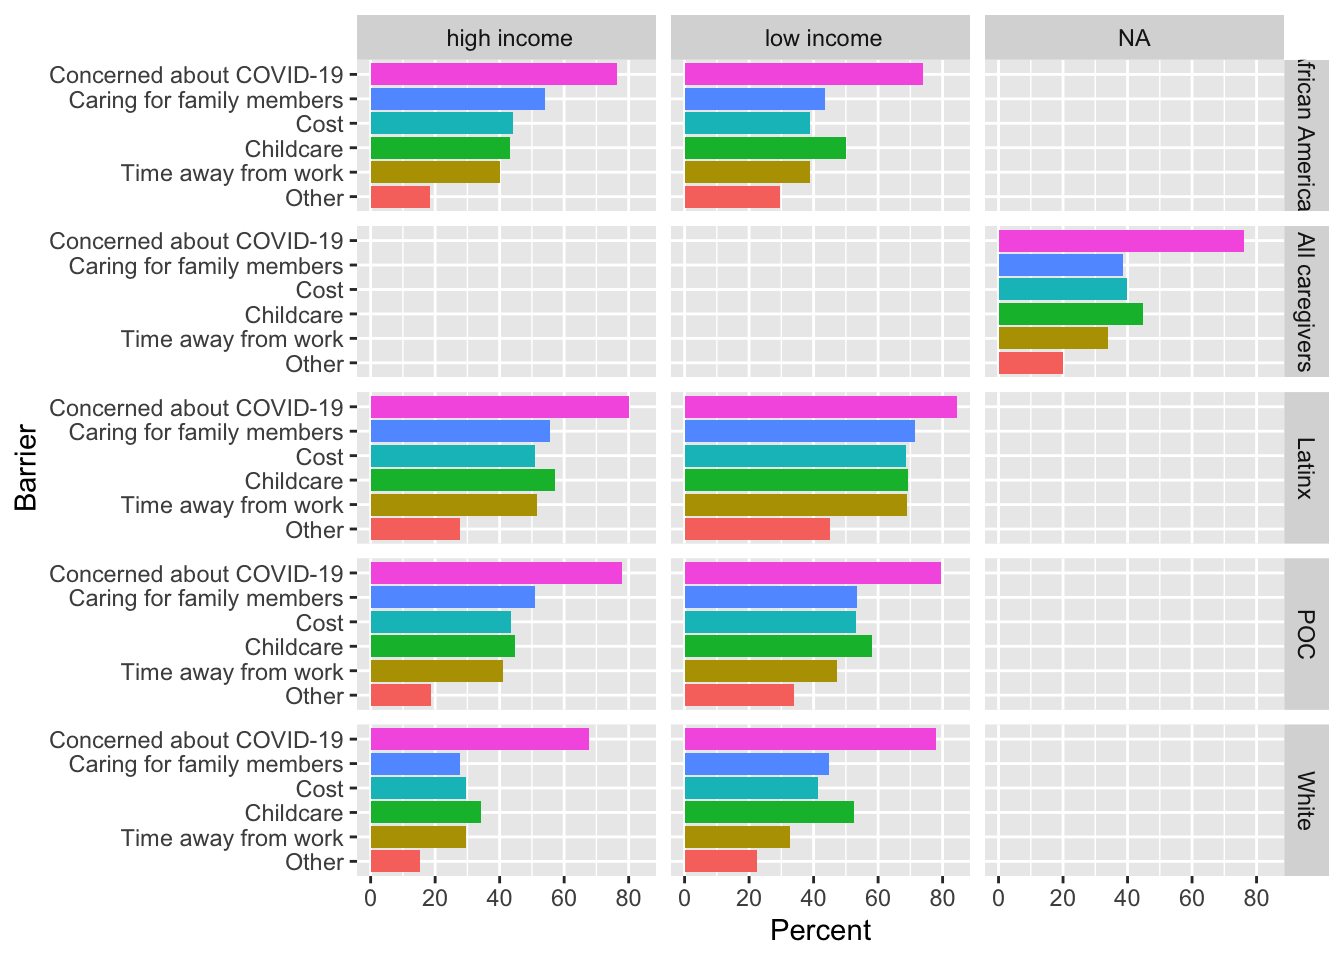 high income low income NA
Concerned about COVID-19
Caring for family members
Cost
Childcare
Time away from work
Other
African America
Concerned about COVID-19
Caring for family members
Cost
Childcare
Time away from work
Other
All caregivers
Concerned about COVID-19
Caring for family members
Cost
Childcare
Time away from work
Other
Latinx
Concerned about COVID-19
Caring for family members
Cost
Childcare
Time away from work
Other
POC
Concerned about COVID-19
Caring for family members
Cost
Childcare
Time away from work
Other
White
Barrier
0 20 40 60 80 0 20 40 60 80 0 20 40 60 80
Percent